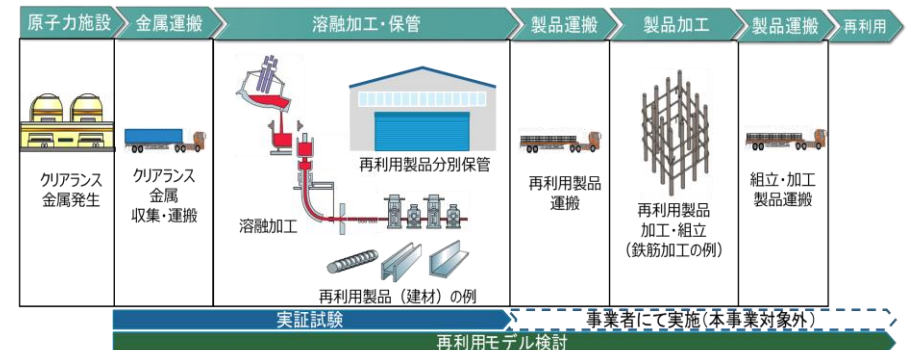 原子力施設
金属運搬
溶融加工・保管
製品運搬
製品加工
製品運搬
再利用
クリアランス
金属発生
クリアランス
金属
収集・運搬
溶融加工
再利用製品分別保管
再利用製品（建材）の例
再利用製品
運搬
再利用製品
加工・組立
（鉄筋加工の例）
組立・加工
製品運搬
実証試験
事業者にて実施（本事業対象外）
再利用モデル検討